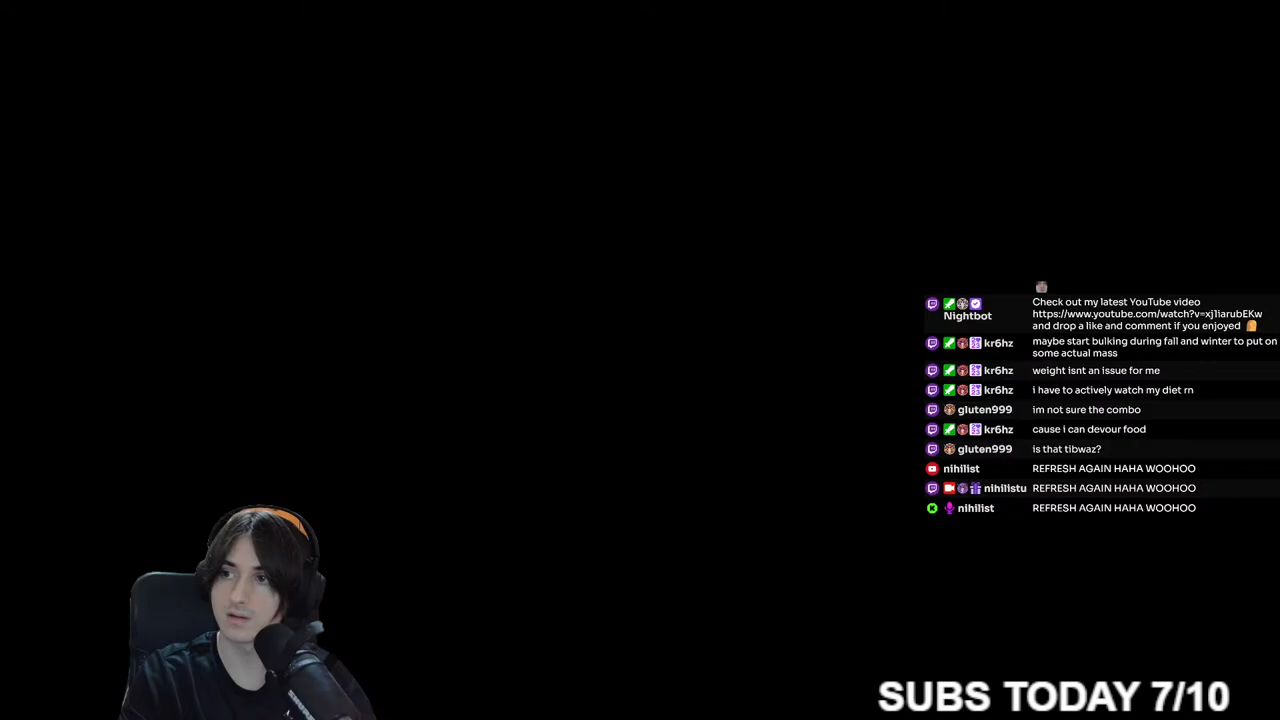 Check out my latest YouTube video
Nightbot https://www.youtube.com/watch?v=xj1iarubEKw
and drop a like and comment if you enjoyed
kr6hz maybe start bulking during fall and winter to put on
some actual mass
kr6hz weight isnt an issue for me
kr6hz i have to actively watch my diet rn
gluten999 im not sure the combo
kr6hz cause i can devour food
gluten999 is that tibwaz?
nihilist REFRESH AGAIN HAHA WOOHOO
nihilistu REFRESH AGAIN HAHA WOOHOO
nihilist REFRESH AGAIN HAHA WOOHOO
SUBS TODAY 7/10